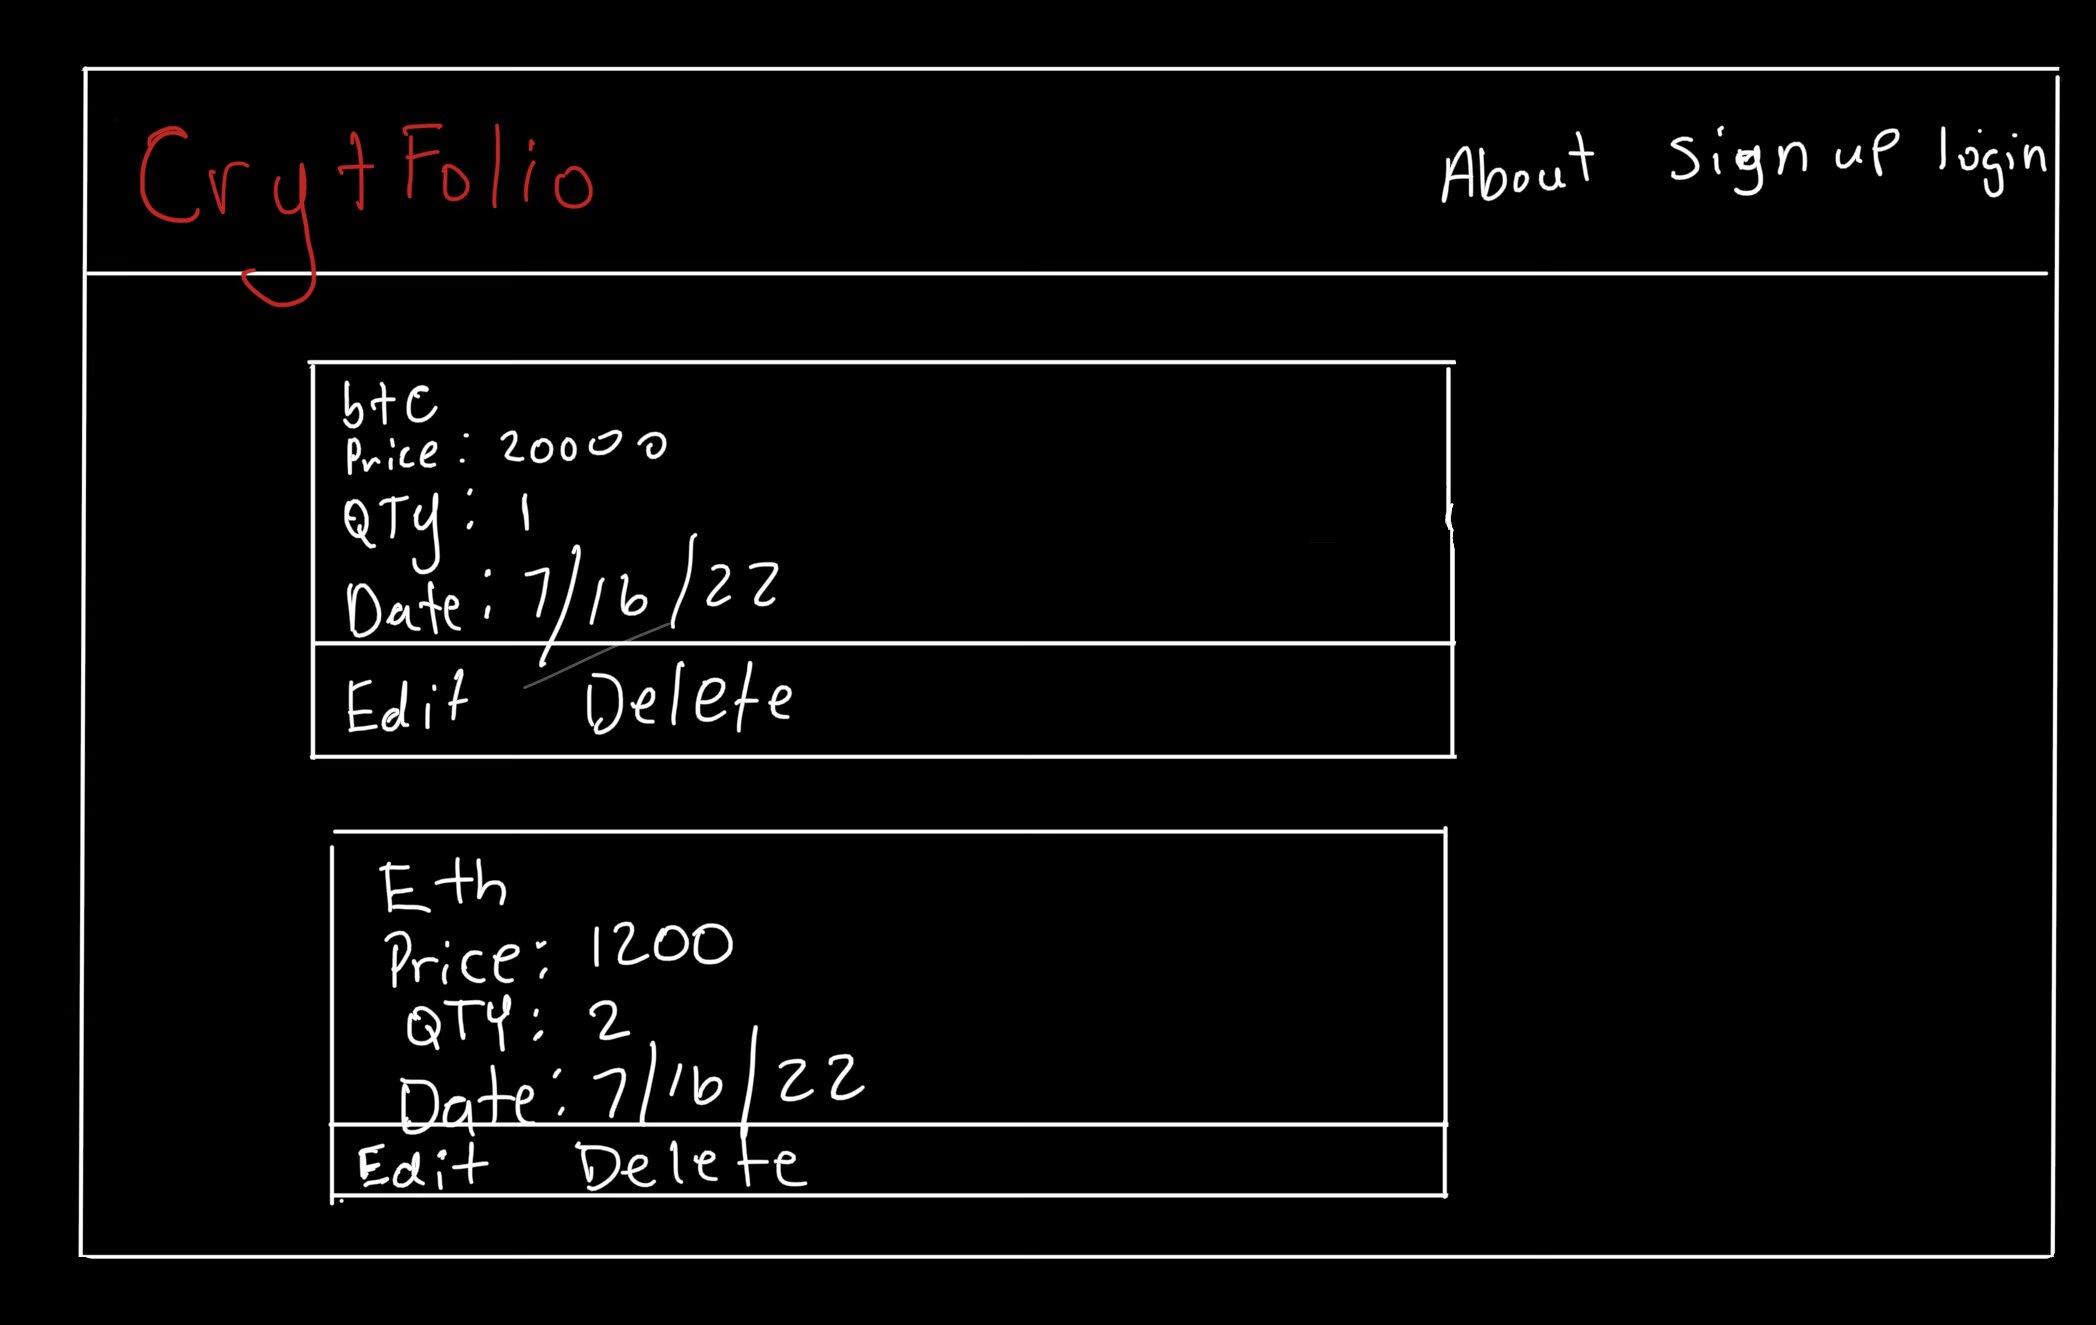 CrytFolio
About Sign up login
btc
Price: 20000
QTy: 1
Date: 7/16/22
Edit Delete
Eth
Price: 1200
QTY: 2
Date: 7/16/22
Edit Delete